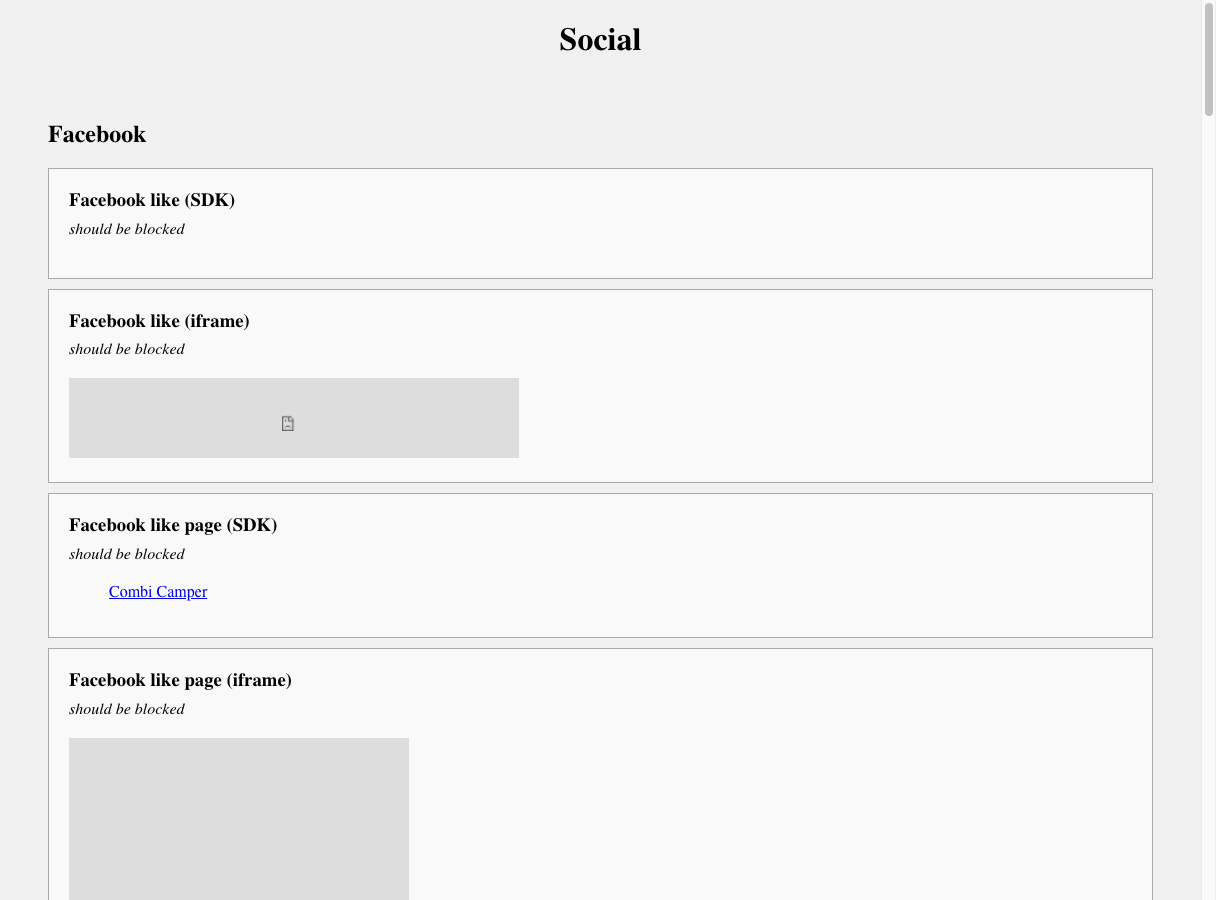 Social
Facebook
Facebook like (SDK)
should be blocked
Facebook like (iframe)
should be blocked
Facebook like page (SDK)
should be blocked
Combi Camper
Facebook like page (iframe)
should be blocked